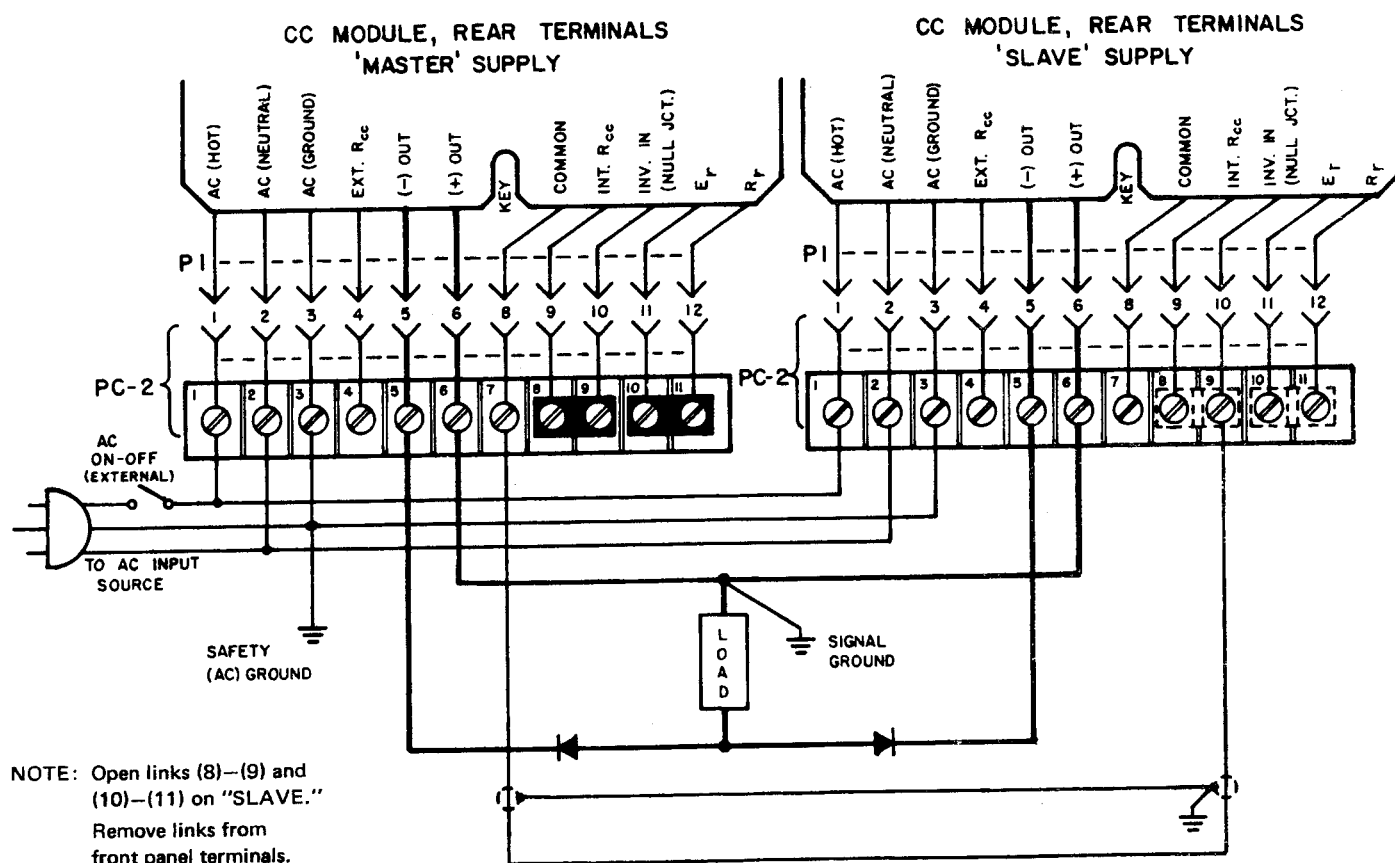 CC MODULE, REAR TERMINALS
'MASTER' SUPPLY
CC MODULE, REAR TERMINALS
'SLAVE' SUPPLY
AC (HOT)
AC (NEUTRAL)
AC (GROUND)
EXT. Rcc
(-) OUT
(+) OUT
KEY
COMMON
INT. Rcc
INV. IN
(NULL JCT.)
Er
Rr
AC (HOT)
AC (NEUTRAL)
AC (GROUND)
EXT. Rcc
(-) OUT
(+) OUT
KEY
COMMON
INT. Rcc
INV. IN
(NULL JCT.)
Er
Rr
P1
P1
1 2 3 4 5 6 8 9 10 11 12
1 2 3 4 5 6 8 9 10 11 12
PC-2
PC-2
1 2 3 4 5 6 7 8 9 10 11
1 2 3 4 5 6 7 8 9 10 11
AC
ON-OFF
(EXTERNAL)
TO AC INPUT
SOURCE
SAFETY
(AC) GROUND
LOAD
SIGNAL
GROUND
NOTE: Open links (8)—(9) and
(10)—(11) on "SLAVE."
Remove links from
front panel terminals.